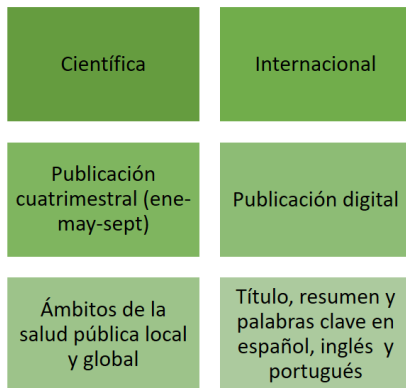 Científica
Internacional
Publicación
cuatrimestral (ene-
may-sept)
Publicación digital
Ámbitos de la
salud pública local
y global
Título, resumen y
palabras clave en
español, inglés y
portugués